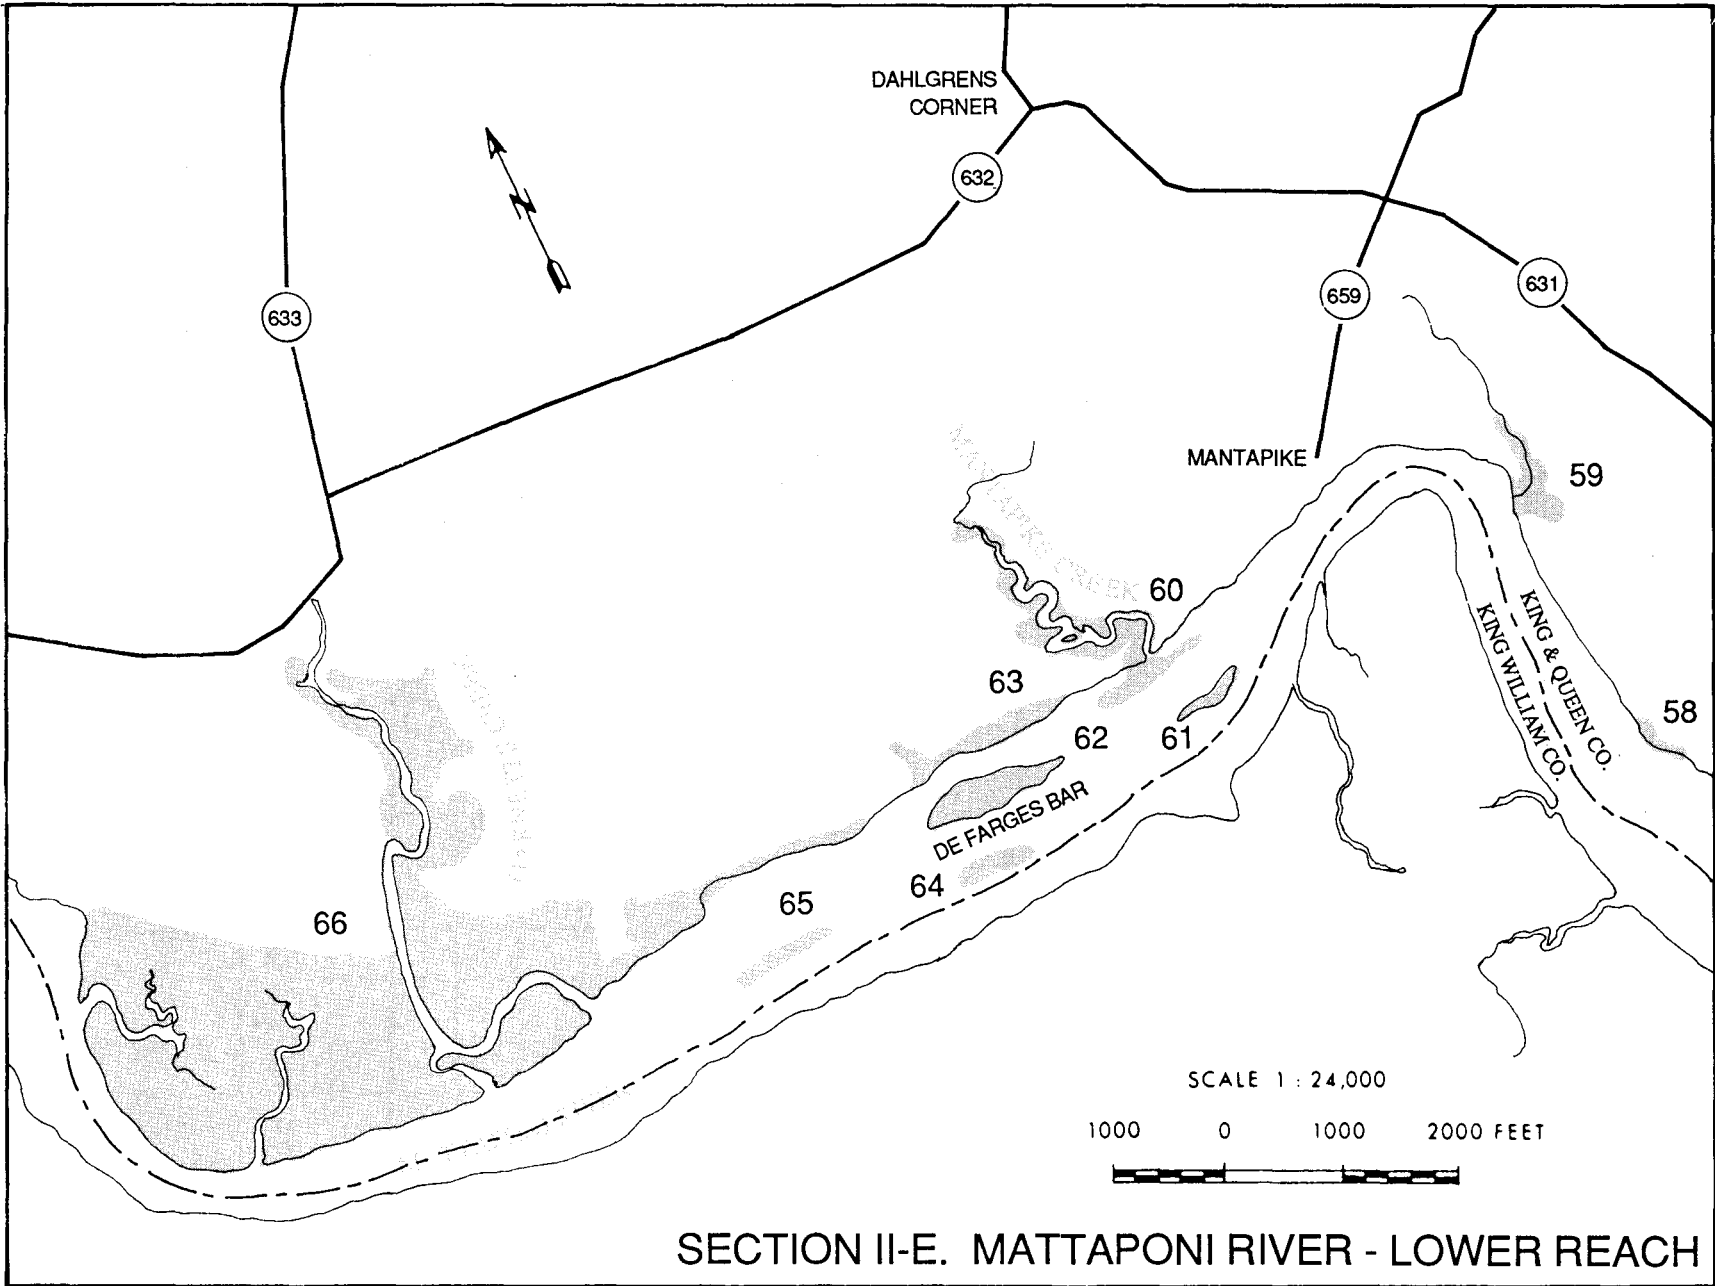 DAHLGRENS
CORNER
N
632
633
659
631
MANTAPIKE
59
MANTAPIKE CREEK
60
63
58
62
61
KING & QUEEN CO.
KING WILLIAM CO.
DE FARGES BAR
64
65
66
SCALE 1 : 24,000
1000 0 1000 2000 FEET
SECTION II-E. MATTAPONI RIVER - LOWER REACH